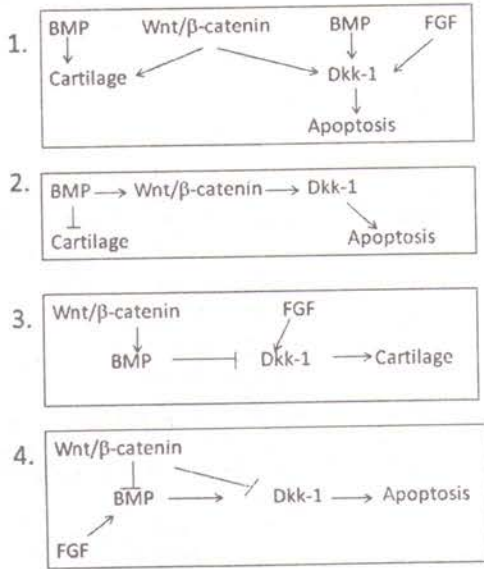 1.
BMP Wnt/β-catenin BMP FGF
Cartilage Dkk-1
Apoptosis
2.
BMP Wnt/β-catenin Dkk-1
Cartilage Apoptosis
3.
Wnt/β-catenin FGF
BMP Dkk-1 Cartilage
4.
Wnt/β-catenin
BMP Dkk-1 Apoptosis
FGF